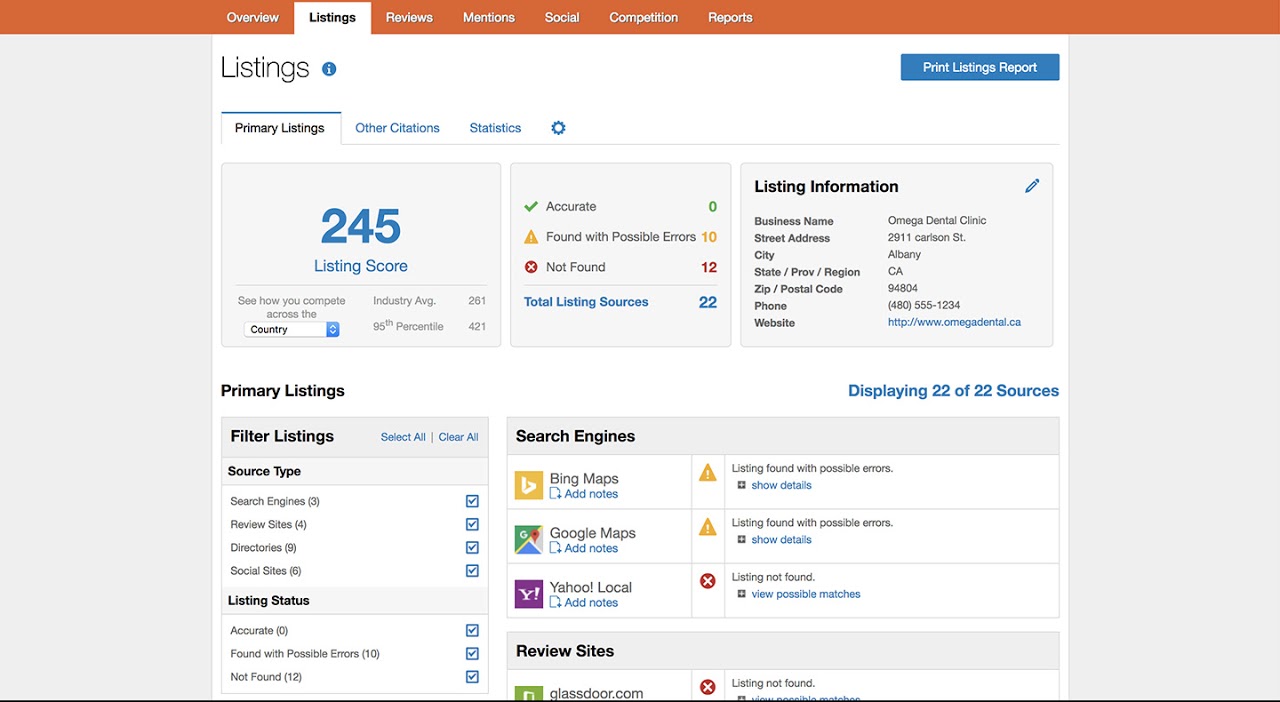 Overview Listings Reviews Mentions Social Competition Reports
Listings
Print Listings Report
Primary Listings Other Citations Statistics
245
Listing Score
See how you compete
across the
Country
Industry Avg. 261
95th Percentile 421
Accurate 0
Found with Possible Errors 10
Not Found 12
Total Listing Sources 22
Listing Information
Business Name Omega Dental Clinic
Street Address 2911 carlson St.
City Albany
State / Prov / Region CA
Zip / Postal Code 94804
Phone (480) 555-1234
Website http://www.omegadental.ca
Primary Listings
Displaying 22 of 22 Sources
Filter Listings Select All | Clear All
Source Type
Search Engines (3)
Review Sites (4)
Directories (9)
Social Sites (6)
Listing Status
Accurate (0)
Found with Possible Errors (10)
Not Found (12)
Search Engines
Bing Maps
Add notes
Listing found with possible errors.
show details
Google Maps
Add notes
Listing found with possible errors.
show details
Yahoo! Local
Add notes
Listing not found.
view possible matches
Review Sites
glassdoor.com
Listing not found.
view possible matches